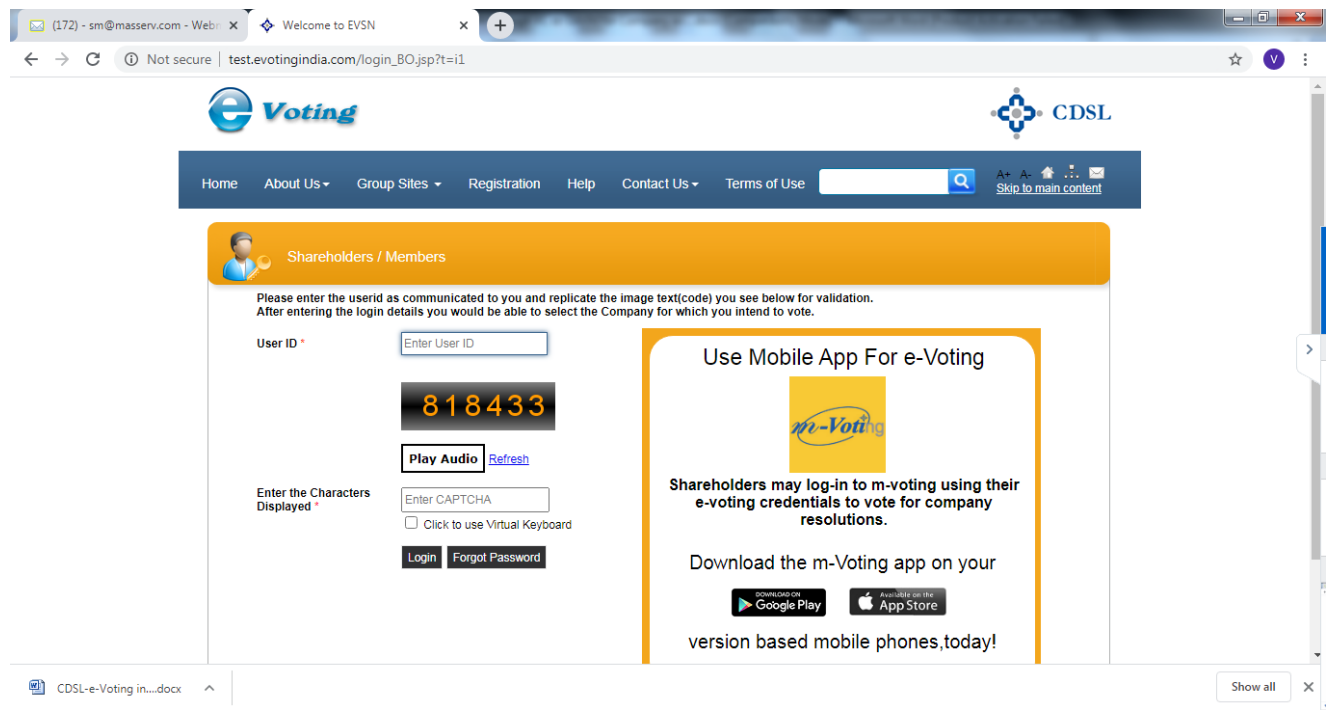 (172) - sm@masserv.com - Webm
Welcome to EVSN
Not secure | test.evotingindia.com/login_BO.jsp?t=i1
V
e Voting
CDSL
Home About Us Group Sites Registration Help Contact Us Terms of Use
A+ A-
Skip to main content
Shareholders / Members
Please enter the userid as communicated to you and replicate the image text(code) you see below for validation.
After entering the login details you would be able to select the Company for which you intend to vote.
User ID *
Enter User ID
818433
Play Audio Refresh
Enter the Characters
Displayed *
Enter CAPTCHA
Click to use Virtual Keyboard
Login Forgot Password
Use Mobile App For e-Voting
m-Voting
Shareholders may log-in to m-voting using their
e-voting credentials to vote for company
resolutions.
Download the m-Voting app on your
DOWNLOAD ON
Google Play
Available on the
App Store
version based mobile phones,today!
CDSL-e-Voting in....docx
Show all